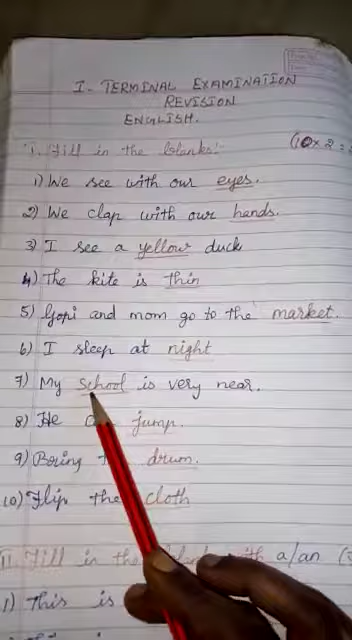 I - TERMINAL EXAMINATION
REVISION
ENGLISH.
I. Fill in the blanks: (10 x 2 =
1) We see with our eyes.
2) We clap with our hands.
3) I see a yellow duck
4) The kite is thin
5) Gopi and mom go to the market.
6) I sleep at night
7) My school is very near.
8) He jump.
9) Bring drum.
10) Flip the cloth
II. Fill in the with a/an
1) This is